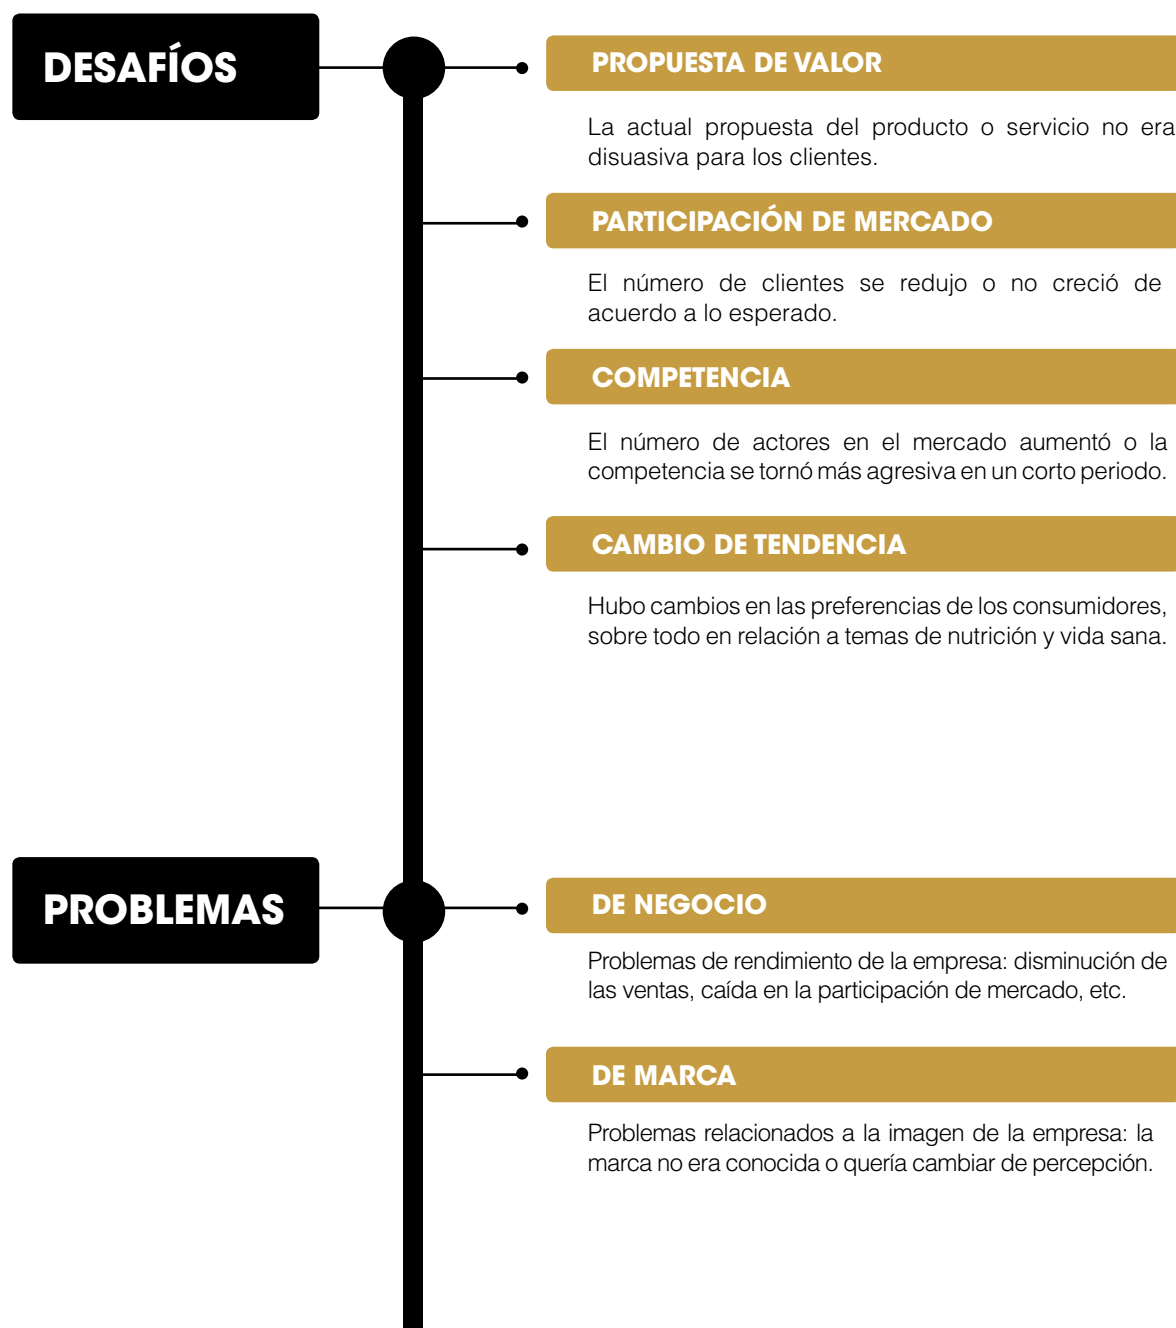 DESAFÍOS
PROPUESTA DE VALOR
La actual propuesta del producto o servicio no era
disuasiva para los clientes.
PARTICIPACIÓN DE MERCADO
El número de clientes se redujo o no creció de
acuerdo a lo esperado.
COMPETENCIA
El número de actores en el mercado aumentó o la
competencia se tornó más agresiva en un corto periodo.
CAMBIO DE TENDENCIA
Hubo cambios en las preferencias de los consumidores,
sobre todo en relación a temas de nutrición y vida sana.
PROBLEMAS
DE NEGOCIO
Problemas de rendimiento de la empresa: disminución de
las ventas, caída en la participación de mercado, etc.
DE MARCA
Problemas relacionados a la imagen de la empresa: la
marca no era conocida o quería cambiar de percepción.